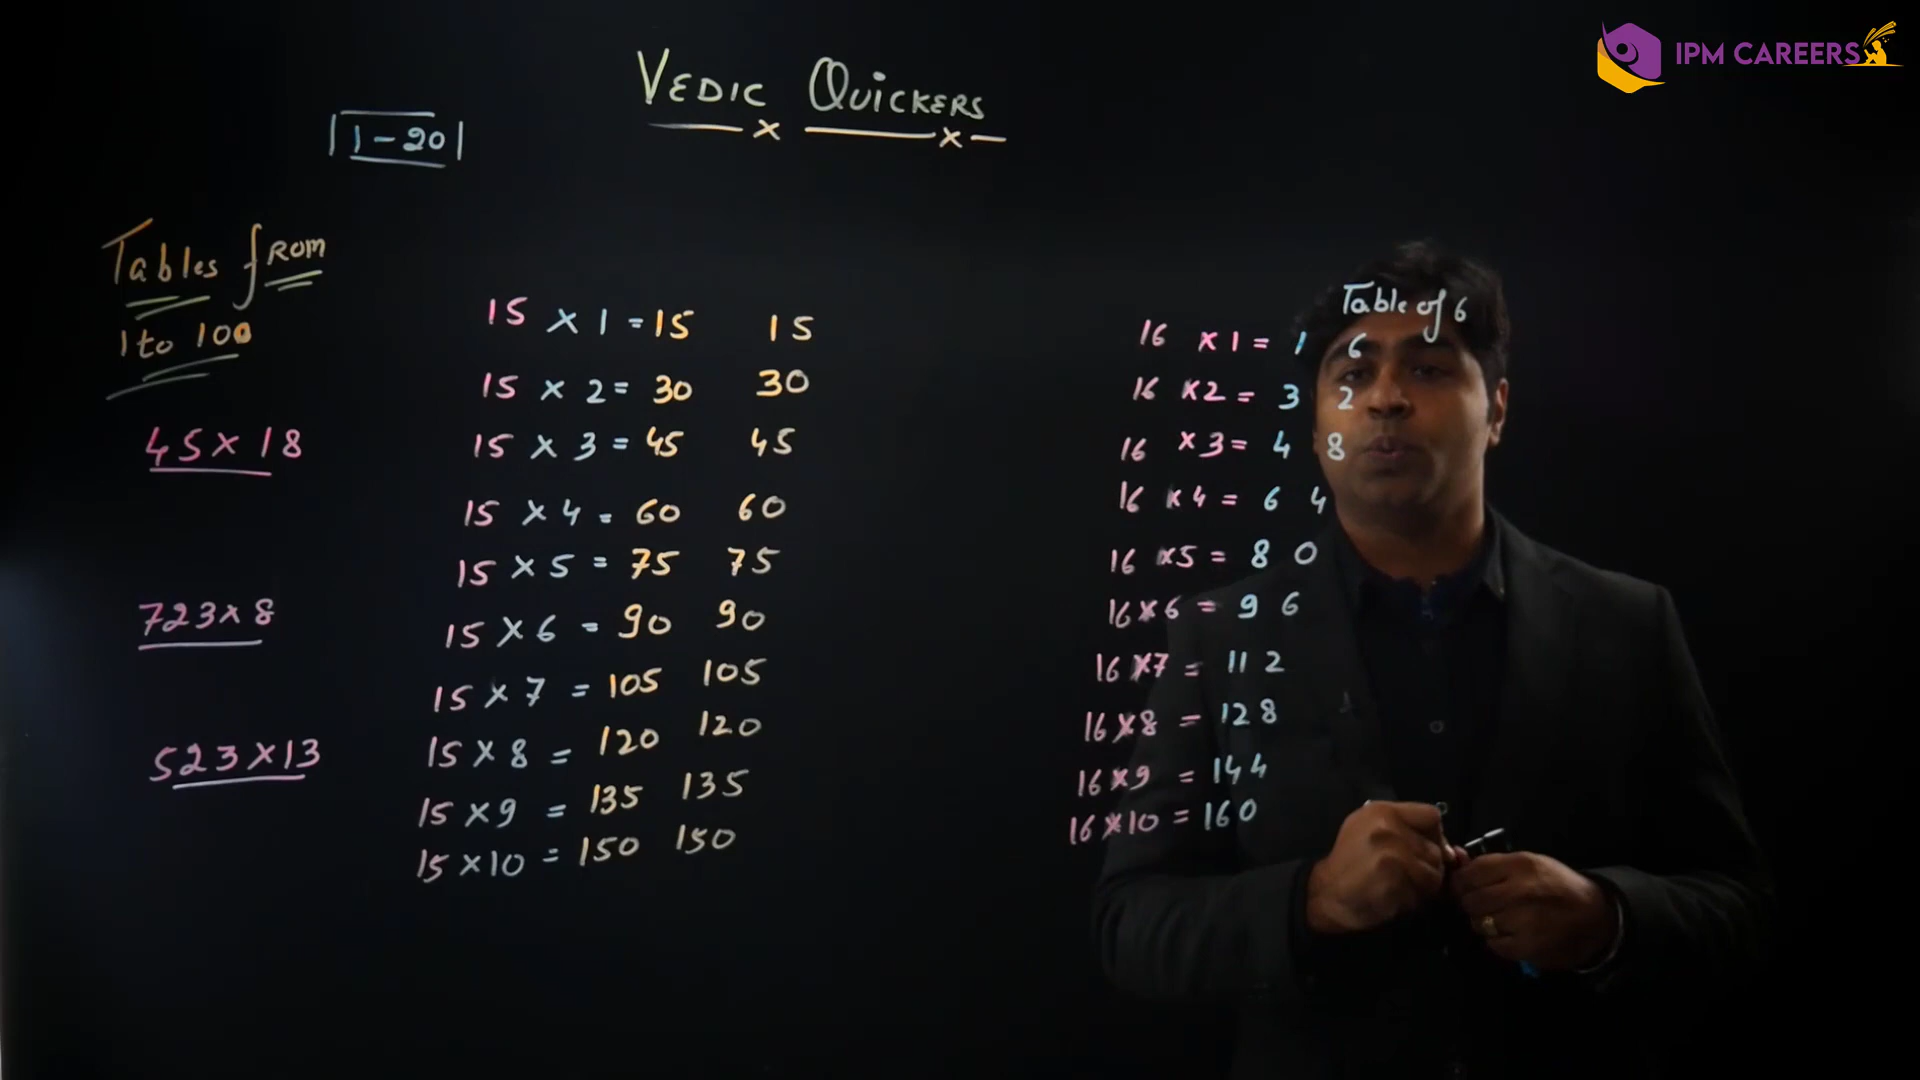 IPM CAREERS
VEDIC QUICKERS
1-20
Tables from
1 to 100
45 x 18
723 x 8
523 x 13
15 x 1 = 15 15
15 x 2 = 30 30
15 x 3 = 45 45
15 x 4 = 60 60
15 x 5 = 75 75
15 x 6 = 90 90
15 x 7 = 105 105
15 x 8 = 120 120
15 x 9 = 135 135
15 x 10 = 150 150
Table of 6
16 x 1 = 1 6
16 x 2 = 3 2
16 x 3 = 4 8
16 x 4 = 6 4
16 x 5 = 8 0
16 x 6 = 9 6
16 x 7 = 11 2
16 x 8 = 12 8
16 x 9 = 14 4
16 x 10 = 16 0